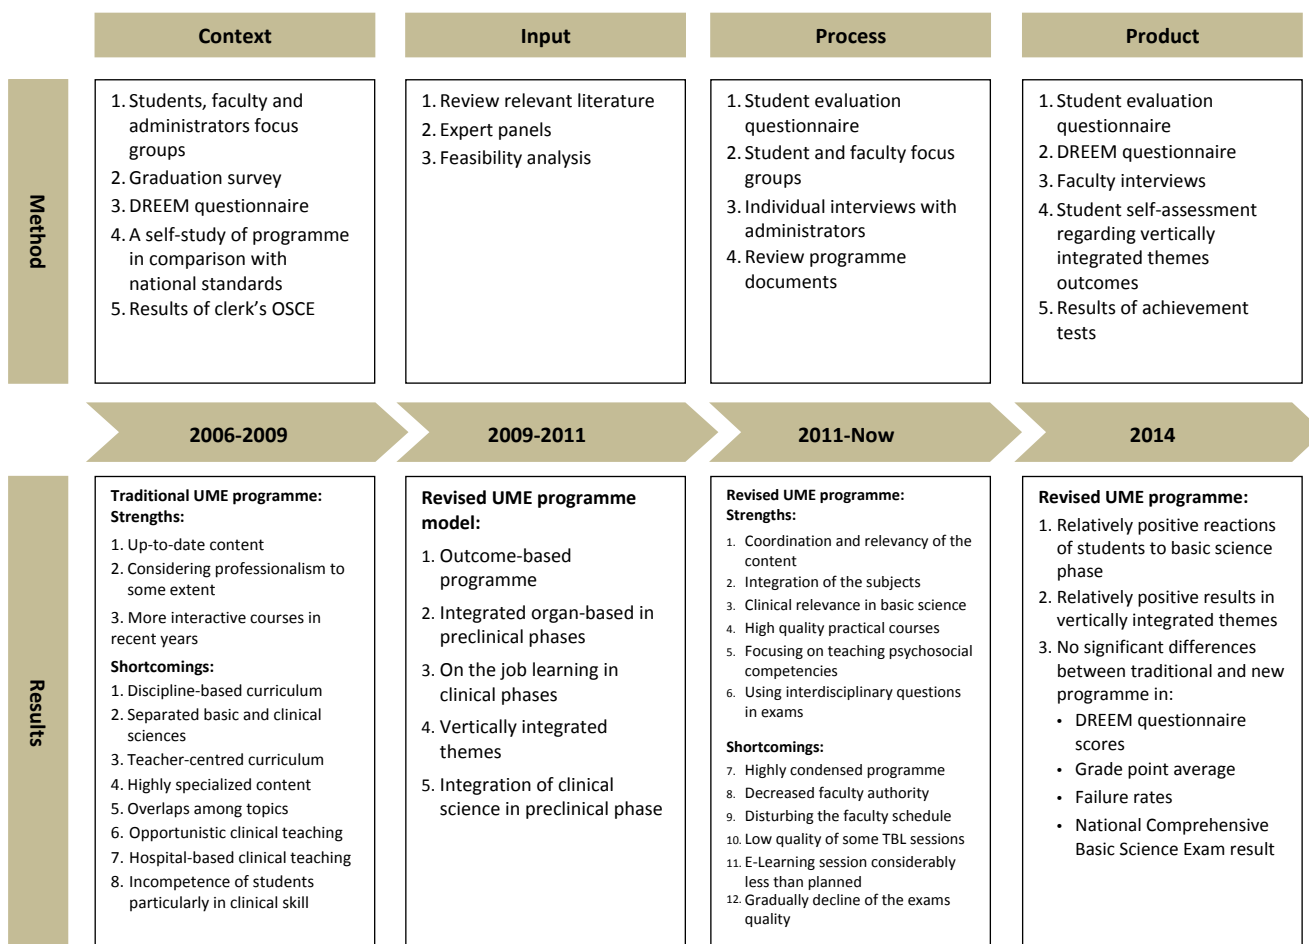 Context
Input
Process
Product
Method
1. Students, faculty and
administrators focus
groups
2. Graduation survey
3. DREEM questionnaire
4. A self-study of programme
in comparison with
national standards
5. Results of clerk's OSCE
1. Review relevant literature
2. Expert panels
3. Feasibility analysis
1. Student evaluation
questionnaire
2. Student and faculty focus
groups
3. Individual interviews with
administrators
4. Review programme
documents
1. Student evaluation
questionnaire
2. DREEM questionnaire
3. Faculty interviews
4. Student self-assessment
regarding vertically
integrated themes
outcomes
5. Results of achievement
tests
2006-2009
2009-2011
2011-Now
2014
Results
Traditional UME programme:
Strengths:
1. Up-to-date content
2. Considering professionalism to
some extent
3. More interactive courses in
recent years
Shortcomings:
1. Discipline-based curriculum
2. Separated basic and clinical
sciences
3. Teacher-centred curriculum
4. Highly specialized content
5. Overlaps among topics
6. Opportunistic clinical teaching
7. Hospital-based clinical teaching
8. Incompetence of students
particularly in clinical skill
Revised UME programme
model:
1. Outcome-based
programme
2. Integrated organ-based in
preclinical phases
3. On the job learning in
clinical phases
4. Vertically integrated
themes
5. Integration of clinical
science in preclinical phase
Revised UME programme:
Strengths:
1. Coordination and relevancy of the
content
2. Integration of the subjects
3. Clinical relevance in basic science
4. High quality practical courses
5. Focusing on teaching psychosocial
competencies
6. Using interdisciplinary questions
in exams
Shortcomings:
7. Highly condensed programme
8. Decreased faculty authority
9. Disturbing the faculty schedule
10. Low quality of some TBL sessions
11. E-Learning session considerably
less than planned
12. Gradually decline of the exams
quality
Revised UME programme:
1. Relatively positive reactions
of students to basic science
phase
2. Relatively positive results in
vertically integrated themes
3. No significant differences
between traditional and new
programme in:
• DREEM questionnaire
scores
• Grade point average
• Failure rates
• National Comprehensive
Basic Science Exam result